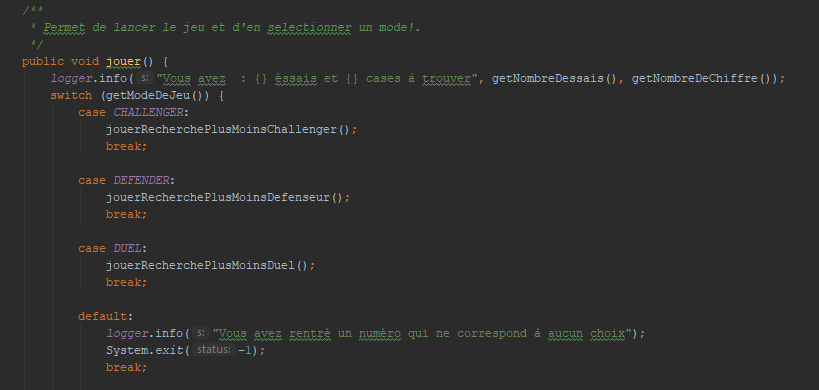 /**
* Permet de lancer le jeu et d'en selectionner un mode!.
*/
public void jouer() {
logger.info( s: "Vous avez  : {} éssais et {} cases à trouver", getNombreDessais(), getNombreDeChiffre());
switch (getModeDeJeu()) {
case CHALLENGER:
jouerRecherchePlusMoinsChallenger();
break;
case DEFENDER:
jouerRecherchePlusMoinsDefenseur();
break;
case DUEL:
jouerRecherchePlusMoinsDuel();
break;
default:
logger.info( s: "Vous avez rentré un numéro qui ne correspond à aucun choix");
System.exit( status: -1);
break;